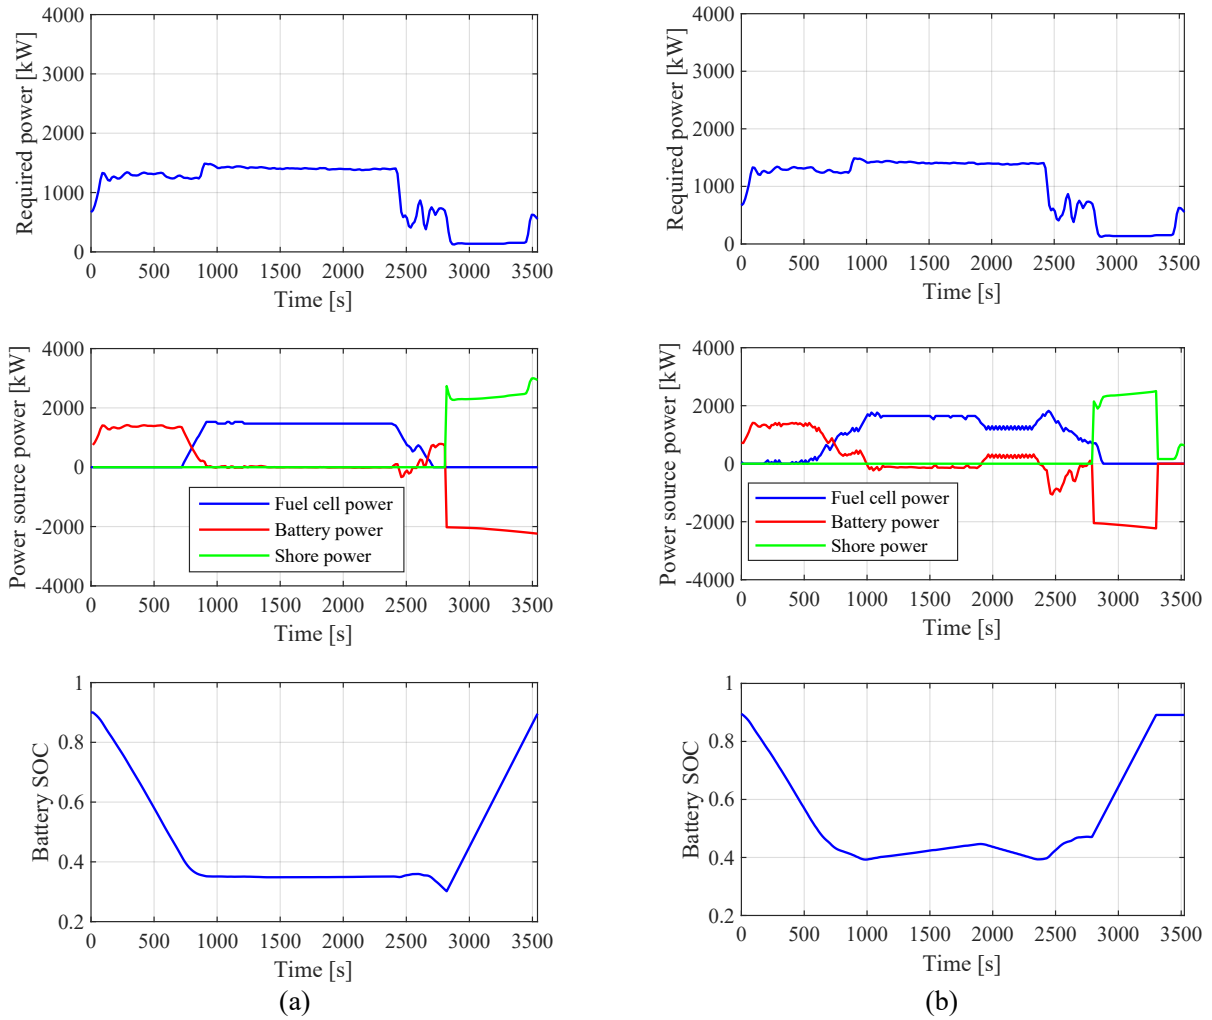 4000
3000
2000
1000
0
Required power [kW]
0 500 1000 1500 2000 2500 3000 3500
Time [s]
4000
2000
0
-2000
-4000
Power source power [kW]
Fuel cell power
Battery power
Shore power
0 500 1000 1500 2000 2500 3000 3500
Time [s]
1
0.8
0.6
0.4
0.2
Battery SOC
0 500 1000 1500 2000 2500 3000 3500
Time [s]
(a)
4000
3000
2000
1000
0
Required power [kW]
0 500 1000 1500 2000 2500 3000 3500
Time [s]
4000
2000
0
-2000
-4000
Power source power [kW]
Fuel cell power
Battery power
Shore power
0 500 1000 1500 2000 2500 3000 3500
Time [s]
1
0.8
0.6
0.4
0.2
Battery SOC
0 500 1000 1500 2000 2500 3000 3500
Time [s]
(b)